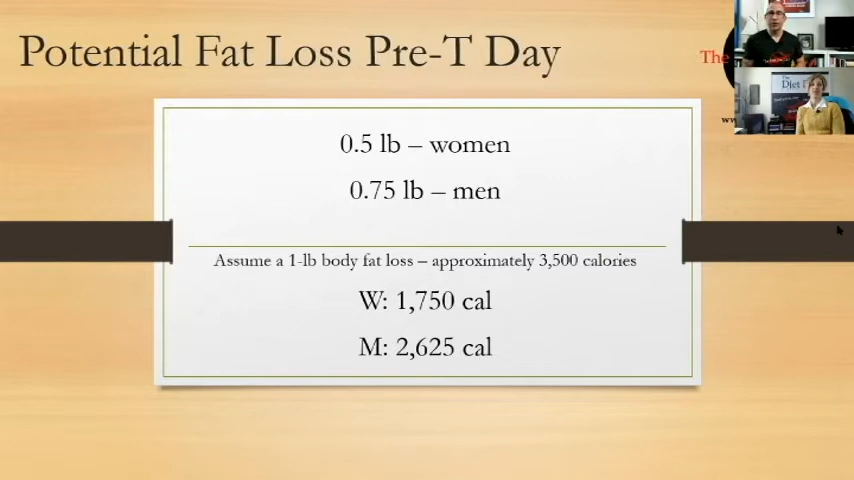 Potential Fat Loss Pre-T Day
The
0.5 lb – women
0.75 lb – men
Assume a 1-lb body fat loss – approximately 3,500 calories
W: 1,750 cal
M: 2,625 cal